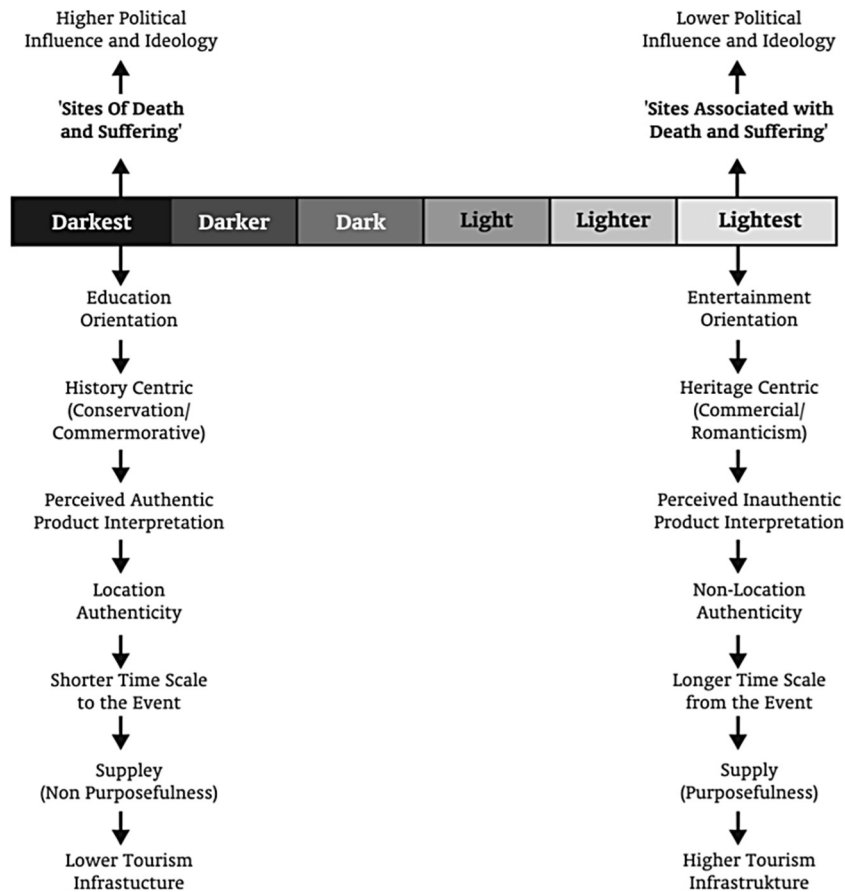 Higher Political
Influence and Ideology
Lower Political
Influence and Ideology
'Sites Of Death
and Suffering'
'Sites Associated with
Death and Suffering'
Darkest
Darker
Dark
Light
Lighter
Lightest
Education
Orientation
History Centric
(Conservation/
Commermorative)
Perceived Authentic
Product Interpretation
Location
Authenticity
Shorter Time Scale
to the Event
Suppley
(Non Purposefulness)
Lower Tourism
Infrastucture
Entertainment
Orientation
Heritage Centric
(Commercial/
Romanticism)
Perceived Inauthentic
Product Interpretation
Non-Location
Authenticity
Longer Time Scale
from the Event
Supply
(Purposefulness)
Higher Tourism
Infrastrukture